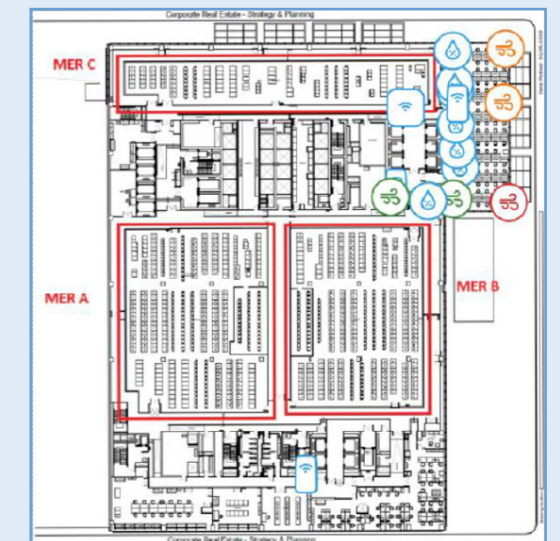 Corporate Real Estate - Strategy & Planning
MER C
MER A
MER B
Corporate Real Estate - Strategy & Planning